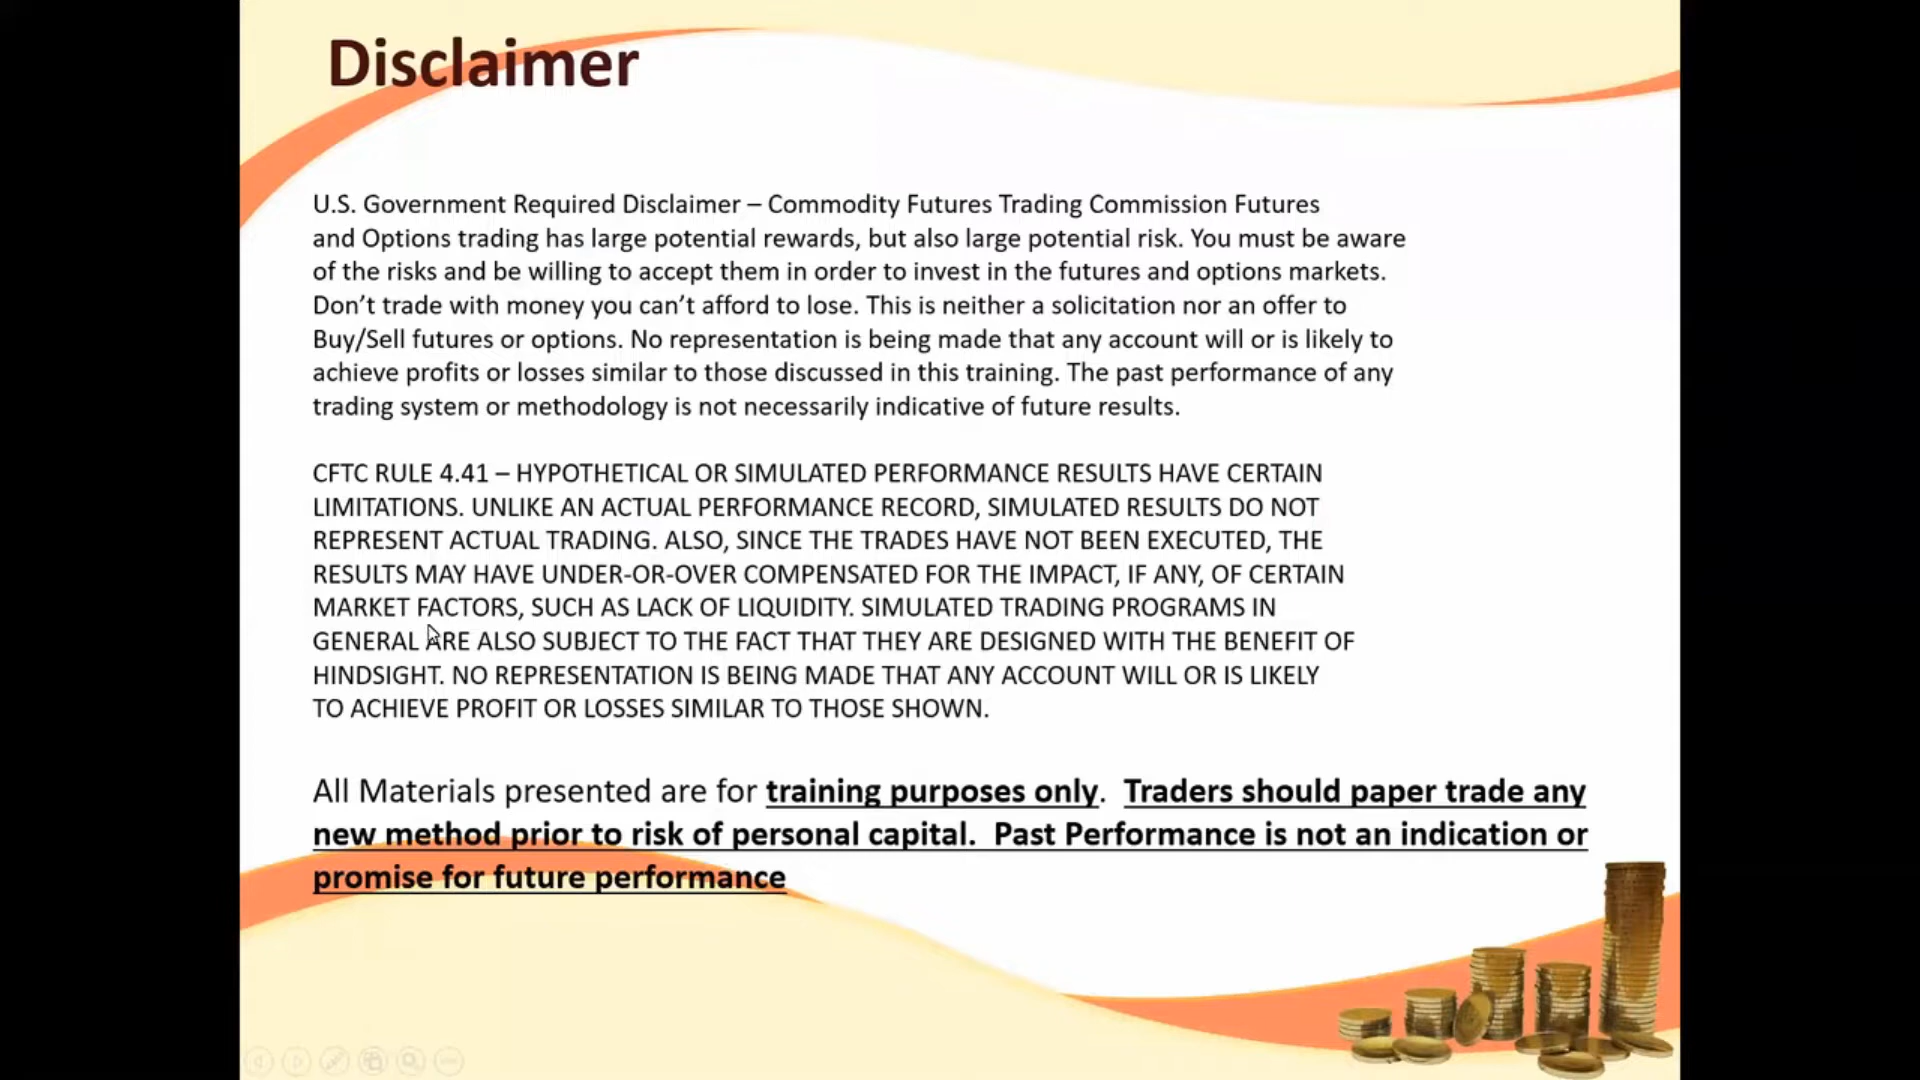 Disclaimer
U.S. Government Required Disclaimer – Commodity Futures Trading Commission Futures
and Options trading has large potential rewards, but also large potential risk. You must be aware
of the risks and be willing to accept them in order to invest in the futures and options markets.
Don’t trade with money you can’t afford to lose. This is neither a solicitation nor an offer to
Buy/Sell futures or options. No representation is being made that any account will or is likely to
achieve profits or losses similar to those discussed in this training. The past performance of any
trading system or methodology is not necessarily indicative of future results.
CFTC RULE 4.41 – HYPOTHETICAL OR SIMULATED PERFORMANCE RESULTS HAVE CERTAIN
LIMITATIONS. UNLIKE AN ACTUAL PERFORMANCE RECORD, SIMULATED RESULTS DO NOT
REPRESENT ACTUAL TRADING. ALSO, SINCE THE TRADES HAVE NOT BEEN EXECUTED, THE
RESULTS MAY HAVE UNDER-OR-OVER COMPENSATED FOR THE IMPACT, IF ANY, OF CERTAIN
MARKET FACTORS, SUCH AS LACK OF LIQUIDITY. SIMULATED TRADING PROGRAMS IN
GENERAL ARE ALSO SUBJECT TO THE FACT THAT THEY ARE DESIGNED WITH THE BENEFIT OF
HINDSIGHT. NO REPRESENTATION IS BEING MADE THAT ANY ACCOUNT WILL OR IS LIKELY
TO ACHIEVE PROFIT OR LOSSES SIMILAR TO THOSE SHOWN.
All Materials presented are for training purposes only.  Traders should paper trade any
new method prior to risk of personal capital.  Past Performance is not an indication or
promise for future performance